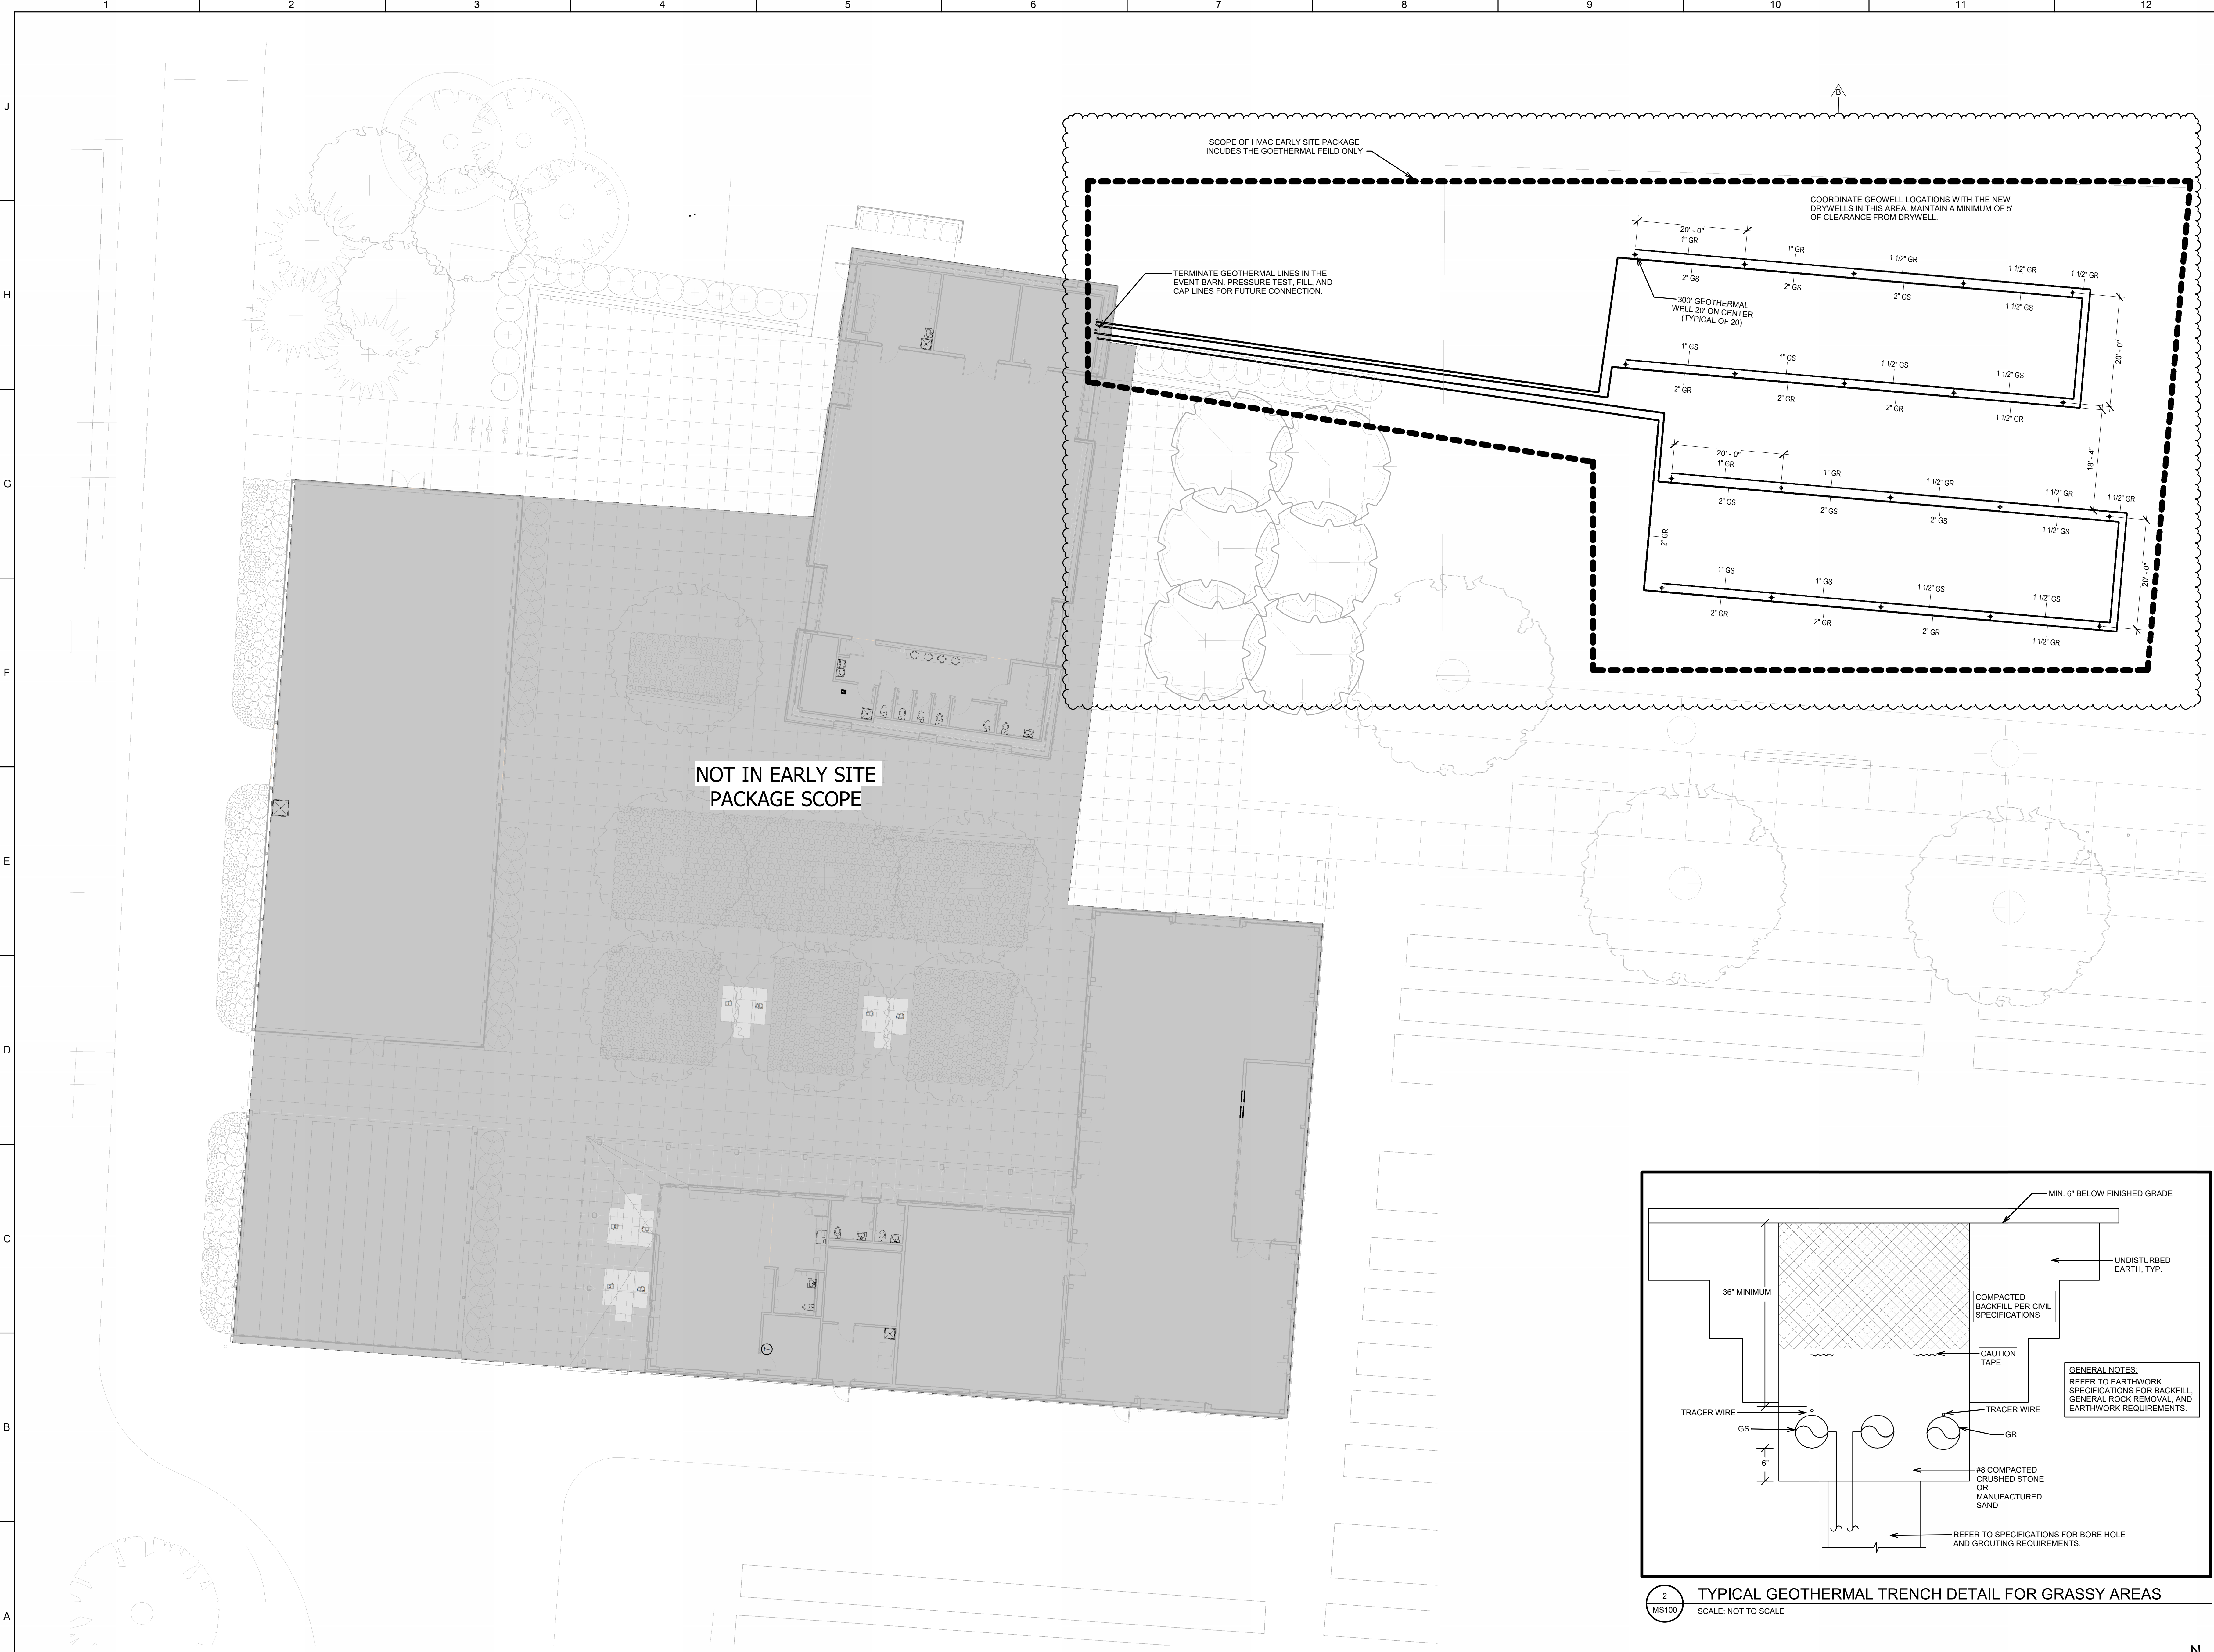 1 2 3 4 5 6 7 8 9 10 11 12
J
H
G
F
E
D
C
B
A
B
SCOPE OF HVAC EARLY SITE PACKAGE
INCUDES THE GOETHERMAL FEILD ONLY
COORDINATE GEOWELL LOCATIONS WITH THE NEW
DRYWELLS IN THIS AREA. MAINTAIN A MINIMUM OF 5'
OF CLEARANCE FROM DRYWELL.
TERMINATE GEOTHERMAL LINES IN THE
EVENT BARN. PRESSURE TEST, FILL, AND
CAP LINES FOR FUTURE CONNECTION.
20' - 0"
1" GR
1" GR
1 1/2" GR
1 1/2" GR
1 1/2" GR
2" GS
2" GS
2" GS
1 1/2" GS
300' GEOTHERMAL
WELL 20' ON CENTER
(TYPICAL OF 20)
20' - 0"
1" GS
1" GS
1 1/2" GS
1 1/2" GS
2" GR
2" GR
2" GR
1 1/2" GR
18' - 4"
20' - 0"
1" GR
1" GR
1 1/2" GR
1 1/2" GR
1 1/2" GR
2" GS
2" GS
2" GS
1 1/2" GS
2" GR
20' - 0"
1" GS
1" GS
1 1/2" GS
1 1/2" GS
2" GR
2" GR
2" GR
1 1/2" GR
NOT IN EARLY SITE
PACKAGE SCOPE
B
B
B
B
B
B
B
B
T
MIN. 6" BELOW FINISHED GRADE
UNDISTURBED
EARTH, TYP.
36" MINIMUM
COMPACTED
BACKFILL PER CIVIL
SPECIFICATIONS
CAUTION
TAPE
GENERAL NOTES:
REFER TO EARTHWORK
SPECIFICATIONS FOR BACKFILL,
GENERAL ROCK REMOVAL, AND
EARTHWORK REQUIREMENTS.
TRACER WIRE
TRACER WIRE
GS
GR
6"
#8 COMPACTED
CRUSHED STONE
OR
MANUFACTURED
SAND
REFER TO SPECIFICATIONS FOR BORE HOLE
AND GROUTING REQUIREMENTS.
2
MS100
TYPICAL GEOTHERMAL TRENCH DETAIL FOR GRASSY AREAS
SCALE: NOT TO SCALE
N